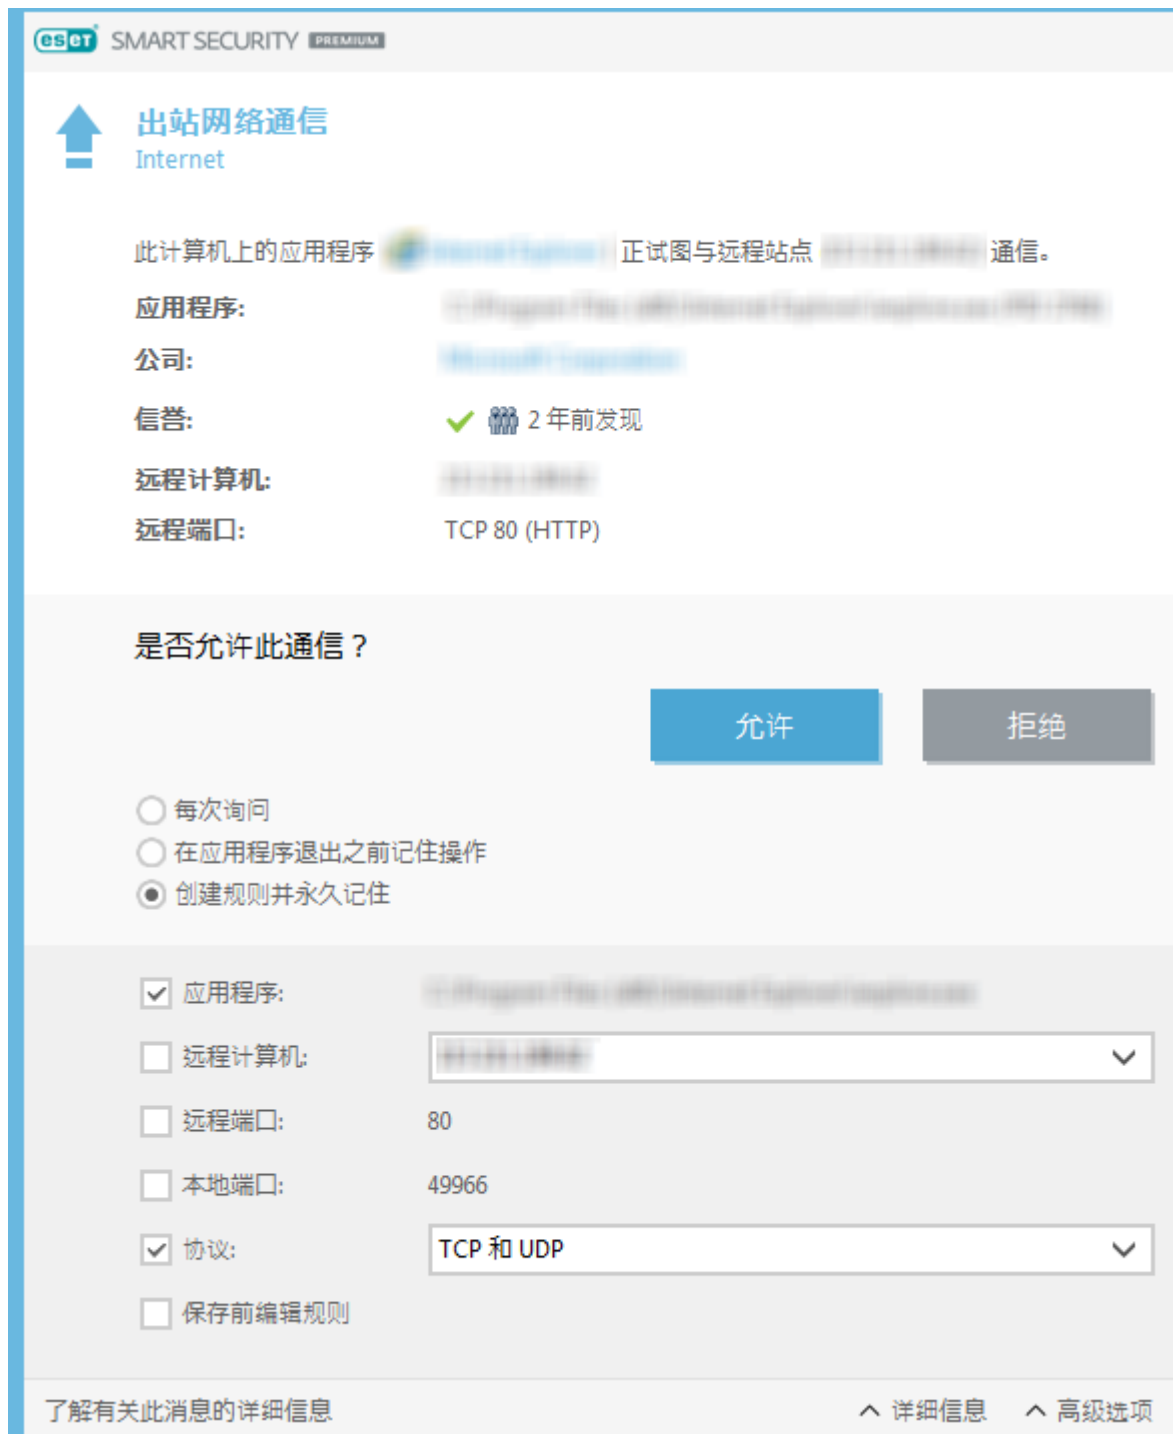 eset SMART SECURITY PREMIUM
出站网络通信
Internet
此计算机上的应用程序 正试图与远程站点 通信。
应用程序:
公司:
信誉: 2 年前发现
远程计算机:
远程端口: TCP 80 (HTTP)
是否允许此通信？
允许 拒绝
每次询问
在应用程序退出之前记住操作
创建规则并永久记住
应用程序:
远程计算机:
远程端口: 80
本地端口: 49966
协议: TCP 和 UDP
保存前编辑规则
了解有关此消息的详细信息 详细信息 高级选项